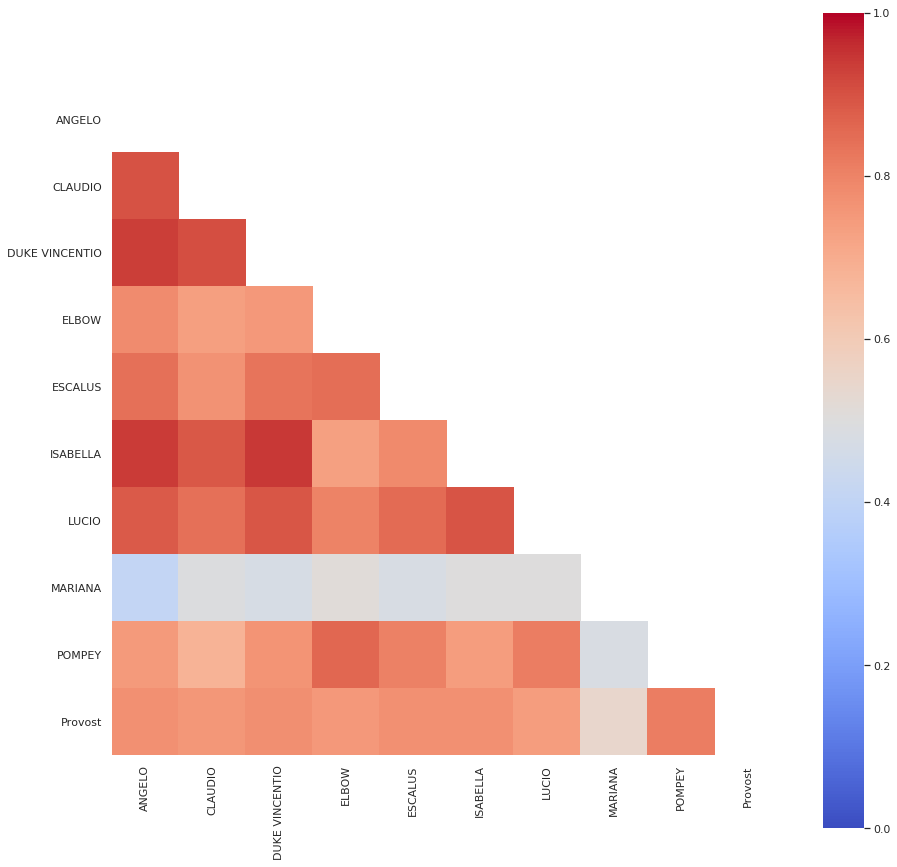 1.0
ANGELO
CLAUDIO
0.8
DUKE VINCENTIO
ELBOW
0.6
ESCALUS
ISABELLA
0.4
LUCIO
MARIANA
0.2
POMPEY
Provost
0.0
ANGELO
CLAUDIO
DUKE VINCENTIO
ELBOW
ESCALUS
ISABELLA
LUCIO
MARIANA
POMPEY
Provost